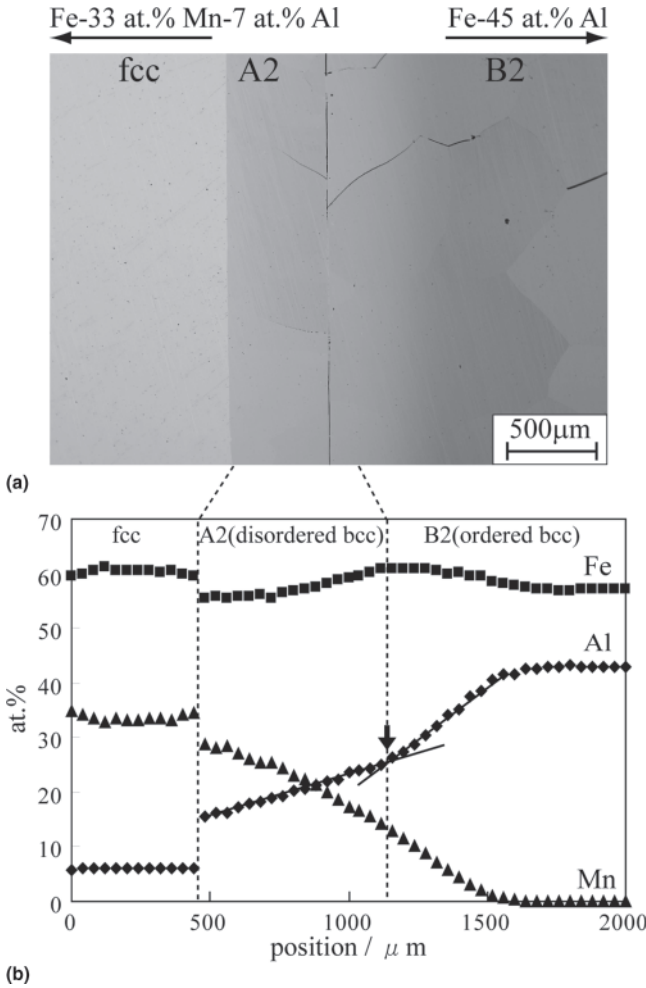 Fe-33 at.% Mn-7 at.% Al Fe-45 at.% Al
fcc A2 B2
500μm
(a)
70
fcc A2(disordered bcc) B2(ordered bcc)
Fe
60
50
Al
40
at.%
30
20
10
Mn
0
0 500 1000 1500 2000
position / μ m
(b)